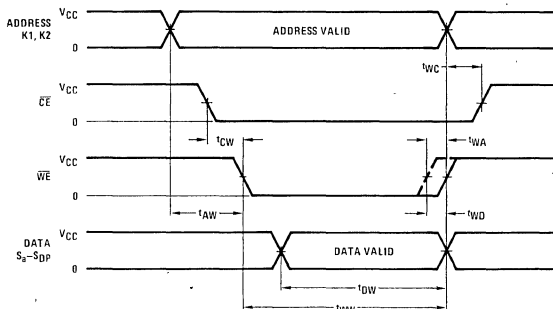 ADDRESS
K1, K2
VCC
0
ADDRESS VALID
tWC
CE
VCC
0
tCW
tWA
WE
VCC
0
tAW
tWD
DATA
Sa–SDP
VCC
0
DATA VALID
tDW